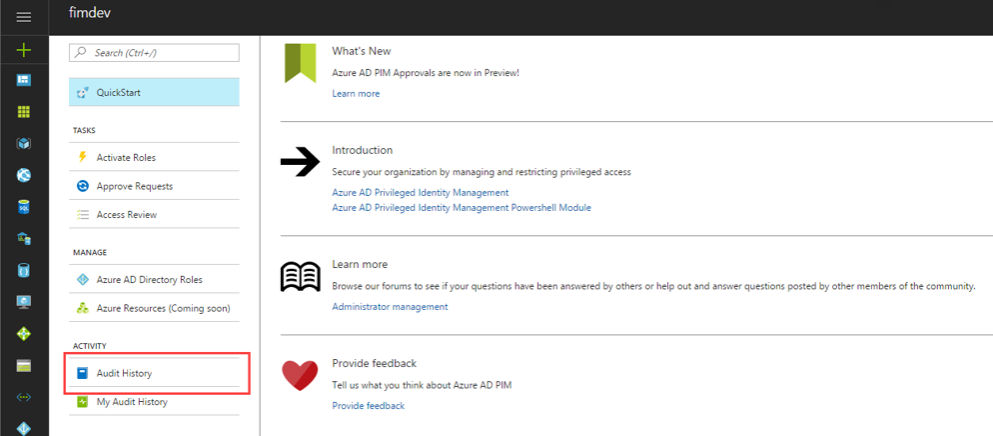 fimdev
Search (Ctrl+/)
QuickStart
TASKS
Activate Roles
Approve Requests
Access Review
MANAGE
Azure AD Directory Roles
Azure Resources (Coming soon)
ACTIVITY
Audit History
My Audit History
What's New
Azure AD PIM Approvals are now in Preview!
Learn more
Introduction
Secure your organization by managing and restricting privileged access
Azure AD Privileged Identity Management
Azure AD Privileged Identity Management Powershell Module
Learn more
Browse our forums to see if your questions have been answered by others or help out and answer questions posted by other members of the community.
Administrator management
Provide feedback
Tell us what you think about Azure AD PIM
Provide feedback
SQL